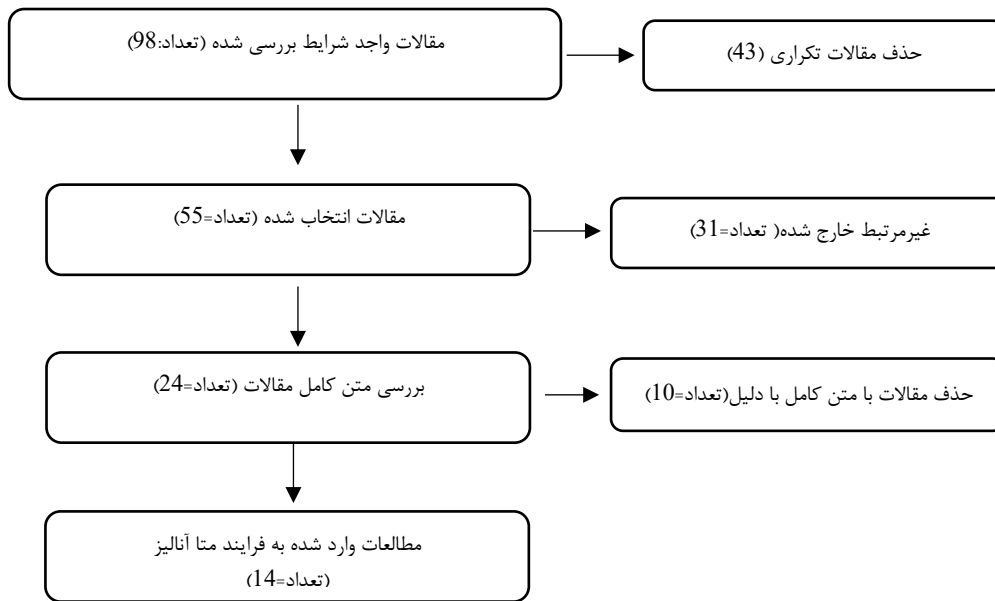 مقالات واجد شرایط بررسی شده (تعداد:98)
حذف مقالات تکراری (43)
مقالات انتخاب شده (تعداد=55)
غیرمرتبط خارج شده( تعداد=31)
بررسی متن کامل مقالات (تعداد=24)
حذف مقالات با متن کامل با دلیل(تعداد=10)
مطالعات وارد شده به فرایند متا آنالیز
(تعداد=14)